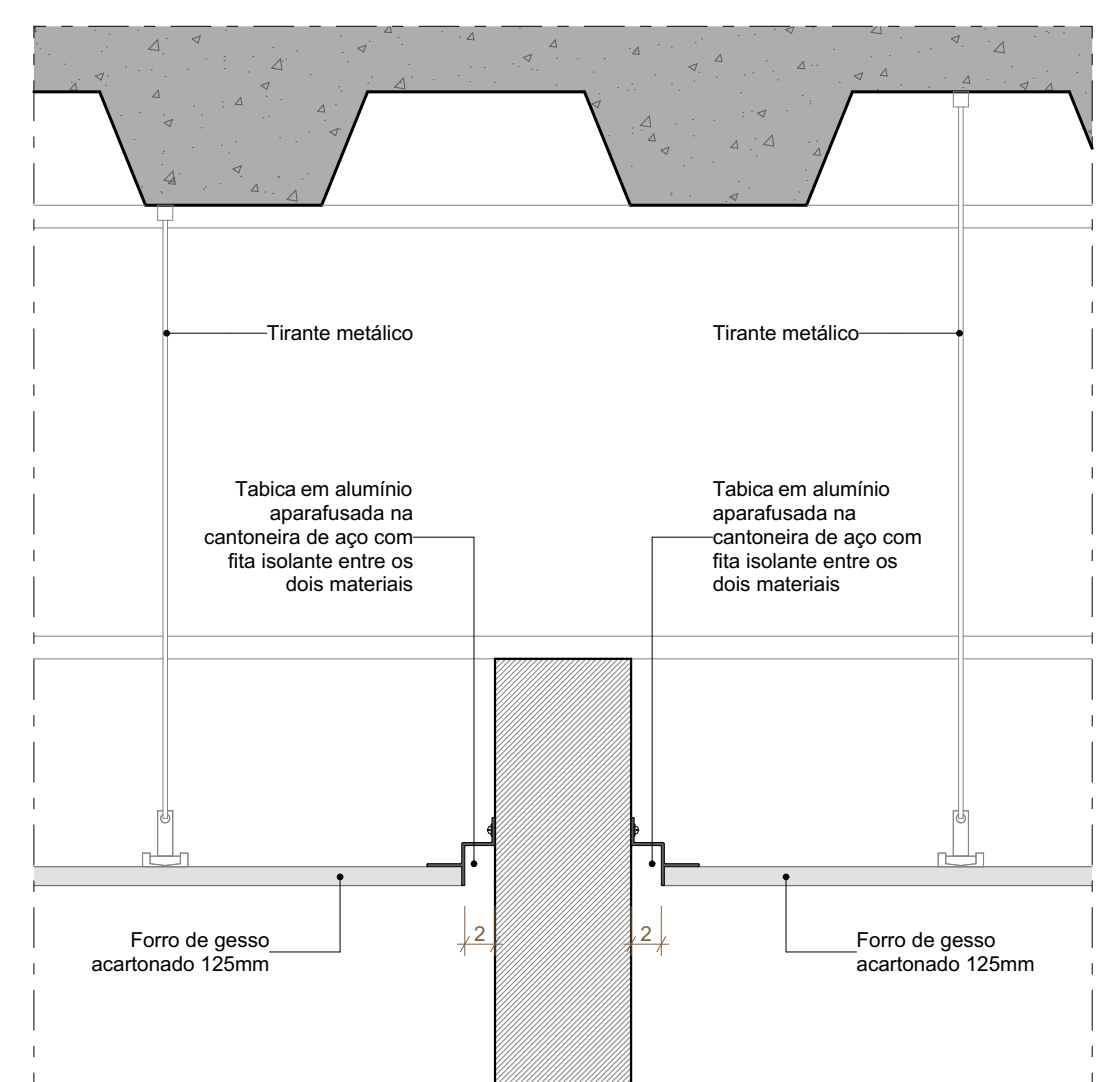 Tirante metálico
Tirante metálico
Tabica em alumínio
aparafusada na
cantoneira de aço com
fita isolante entre os
dois materiais
Tabica em alumínio
aparafusada na
cantoneira de aço com
fita isolante entre os
dois materiais
2
2
Forro de gesso
acartonado 125mm
Forro de gesso
acartonado 125mm